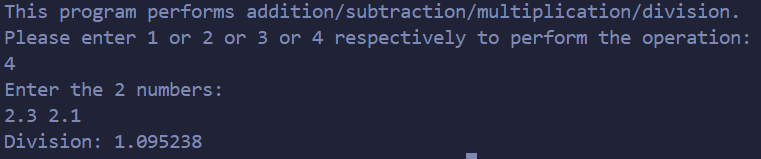 This program performs addition/subtraction/multiplication/division.
Please enter 1 or 2 or 3 or 4 respectively to perform the operation:
4
Enter the 2 numbers:
2.3 2.1
Division: 1.095238